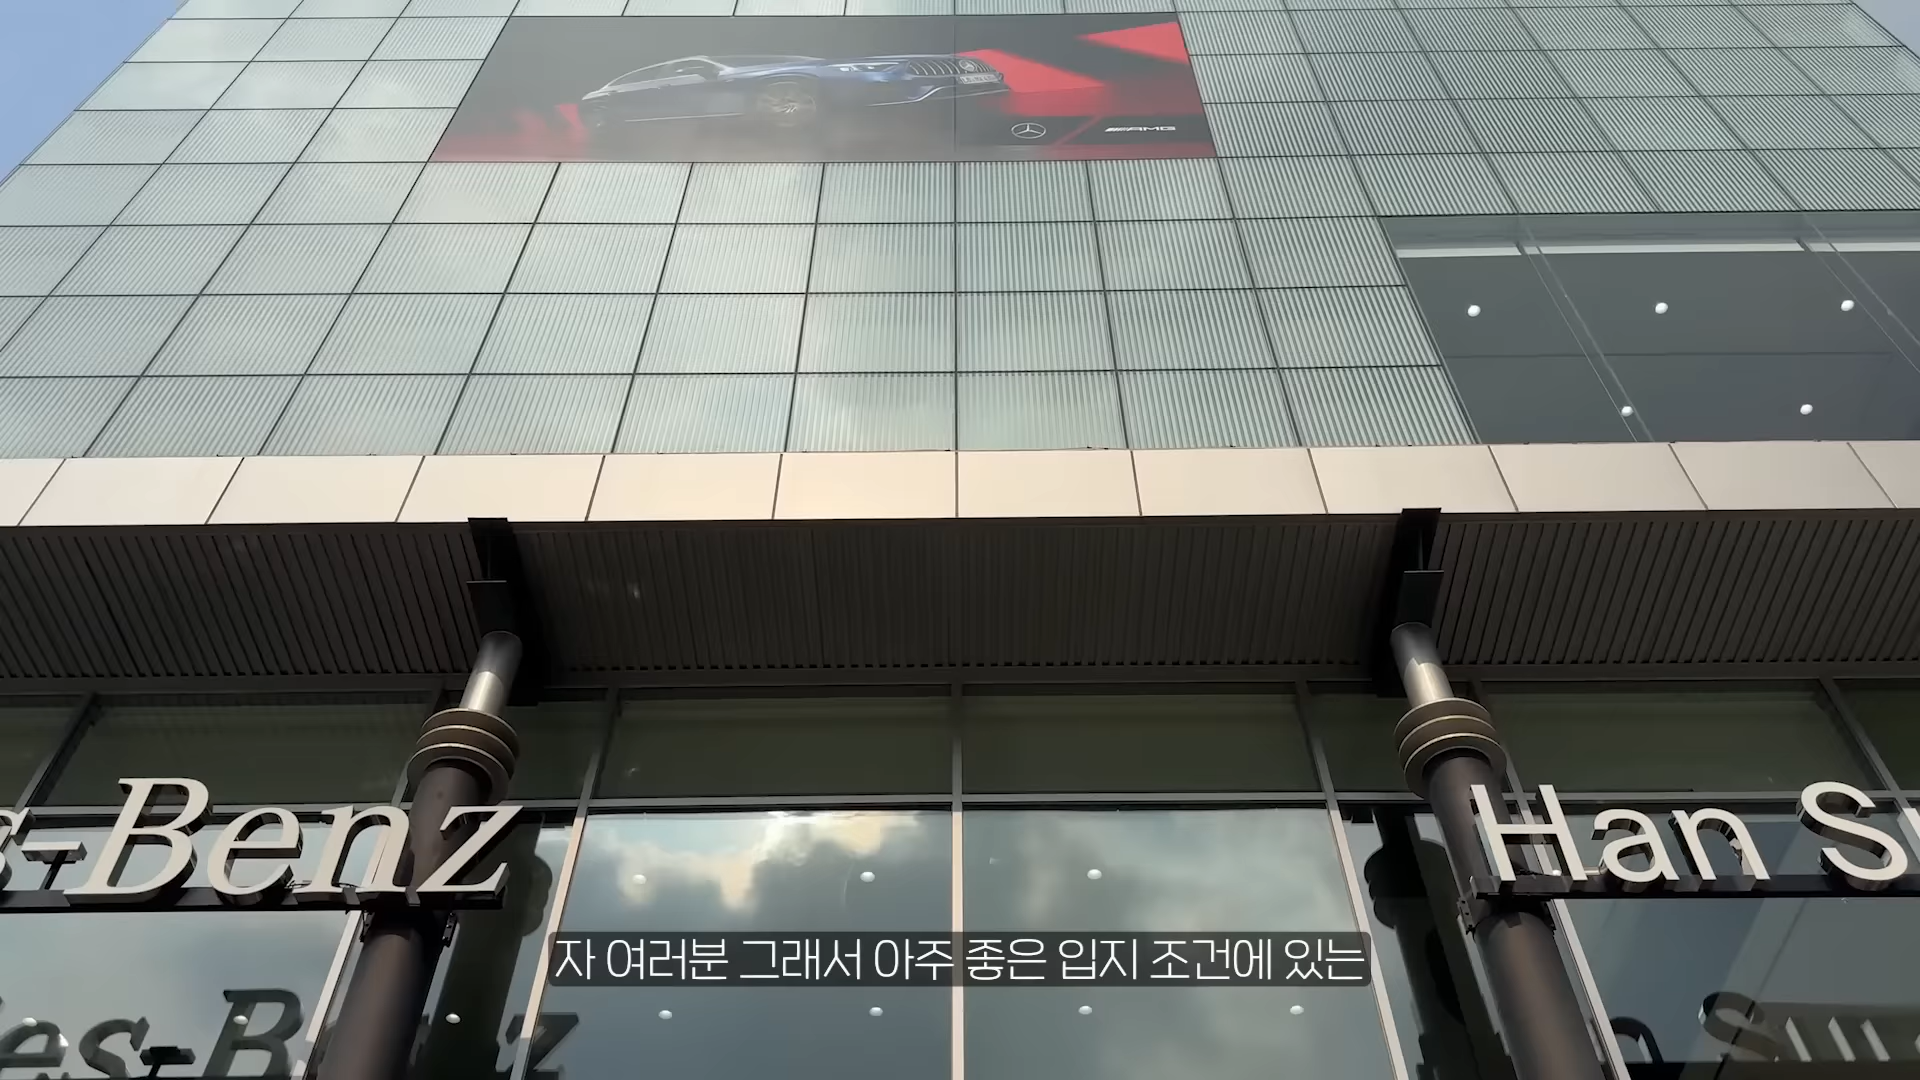 AMG
s-Benz
Han Su
자 여러분 그래서 아주 좋은 입지 조건에 있는